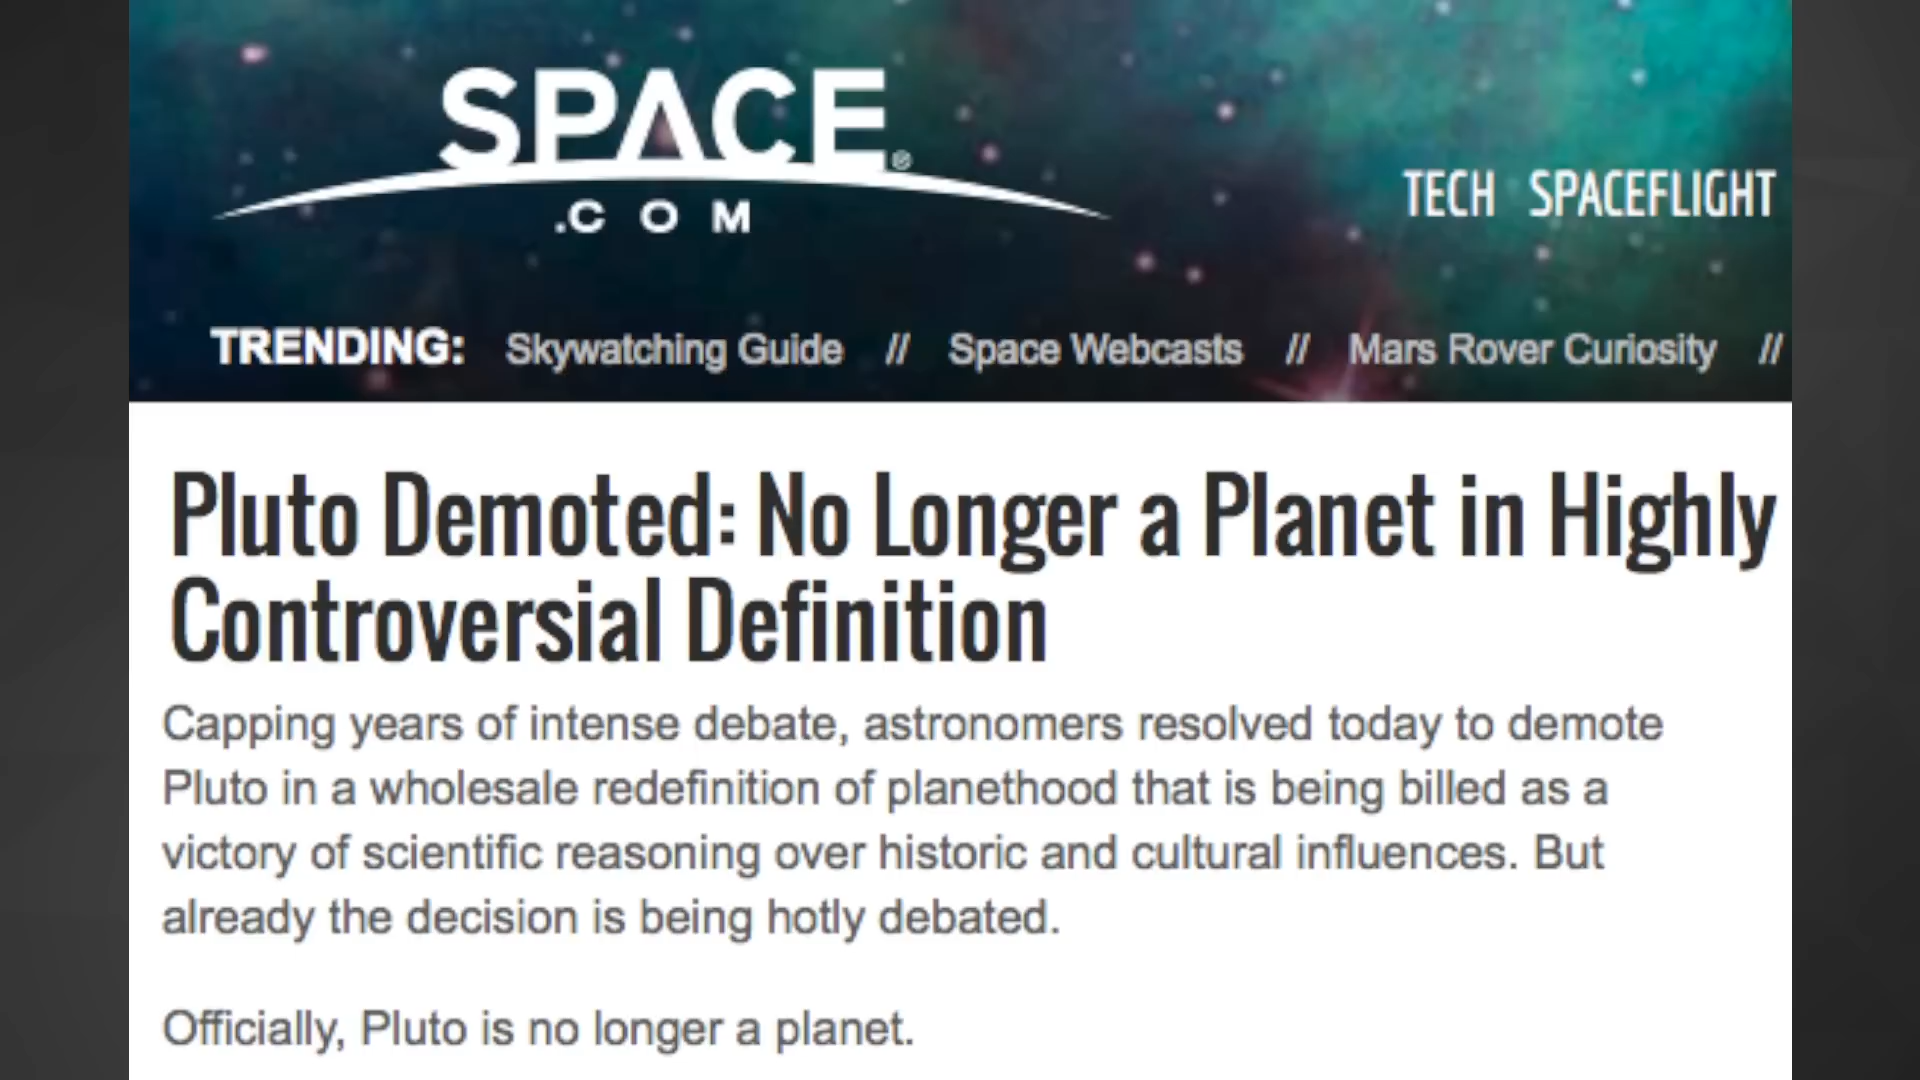 SPACE®
.COM
TECH SPACEFLIGHT
TRENDING: Skywatching Guide // Space Webcasts // Mars Rover Curiosity //
Pluto Demoted: No Longer a Planet in Highly
Controversial Definition
Capping years of intense debate, astronomers resolved today to demote
Pluto in a wholesale redefinition of planethood that is being billed as a
victory of scientific reasoning over historic and cultural influences. But
already the decision is being hotly debated.
Officially, Pluto is no longer a planet.